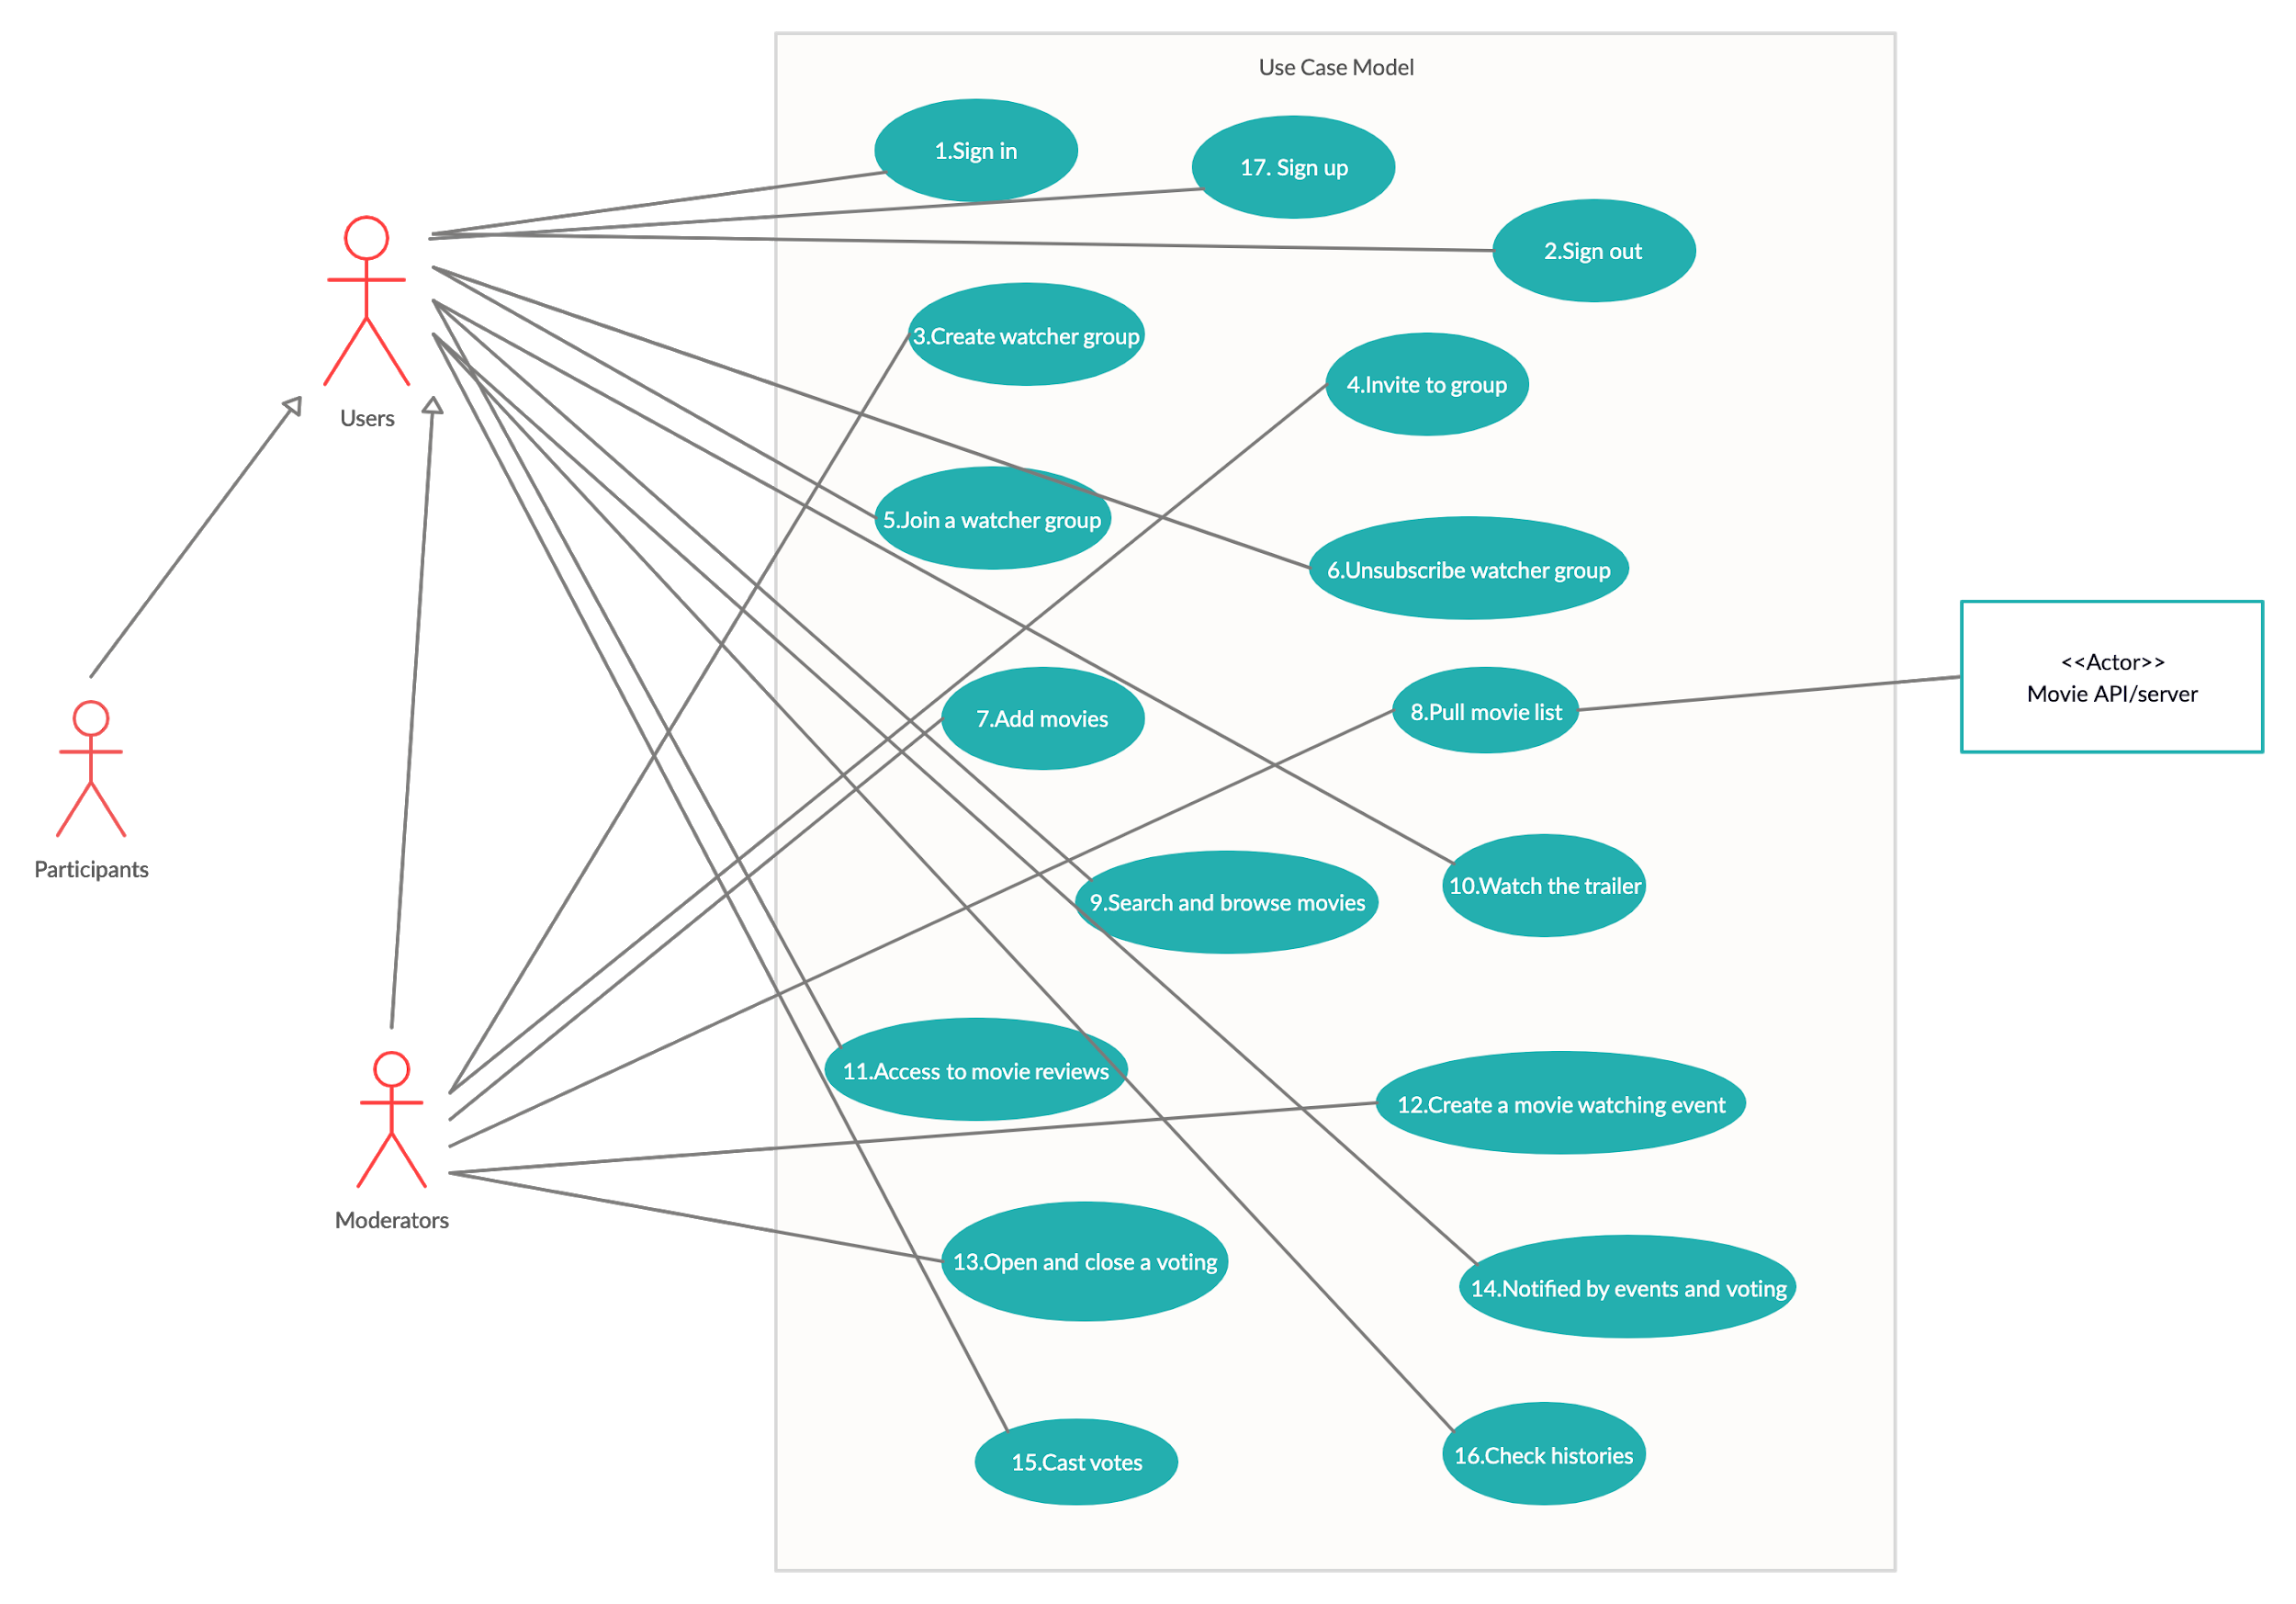 Use Case Model
1.Sign in
17. Sign up
2.Sign out
3.Create watcher group
4.Invite to group
Users
5.Join a watcher group
6.Unsubscribe watcher group
<<Actor>>
Movie API/server
7.Add movies
8.Pull movie list
Participants
9.Search and browse movies
10.Watch the trailer
11.Access to movie reviews
12.Create a movie watching event
Moderators
13.Open and close a voting
14.Notified by events and voting
15.Cast votes
16.Check histories